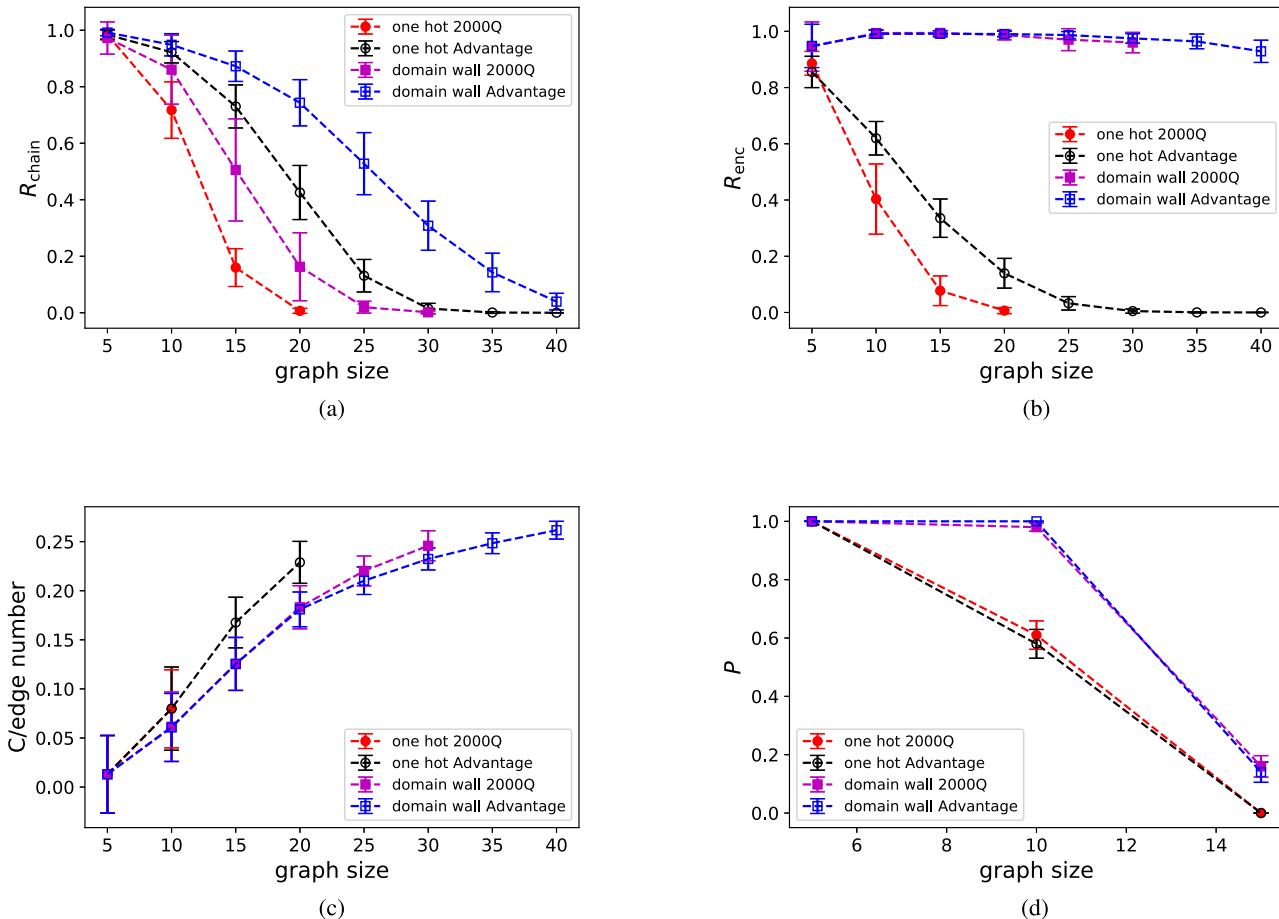 1.0
0.8
0.6
0.4
0.2
0.0
R_chain
one hot 2000Q
one hot Advantage
domain wall 2000Q
domain wall Advantage
5 10 15 20 25 30 35 40
graph size
(a)
1.0
0.8
0.6
0.4
0.2
0.0
R_enc
one hot 2000Q
one hot Advantage
domain wall 2000Q
domain wall Advantage
5 10 15 20 25 30 35 40
graph size
(b)
0.25
0.20
0.15
0.10
0.05
0.00
C/edge number
one hot 2000Q
one hot Advantage
domain wall 2000Q
domain wall Advantage
5 10 15 20 25 30 35 40
graph size
(c)
1.0
0.8
0.6
0.4
0.2
0.0
P
one hot 2000Q
one hot Advantage
domain wall 2000Q
domain wall Advantage
6 8 10 12 14
graph size
(d)